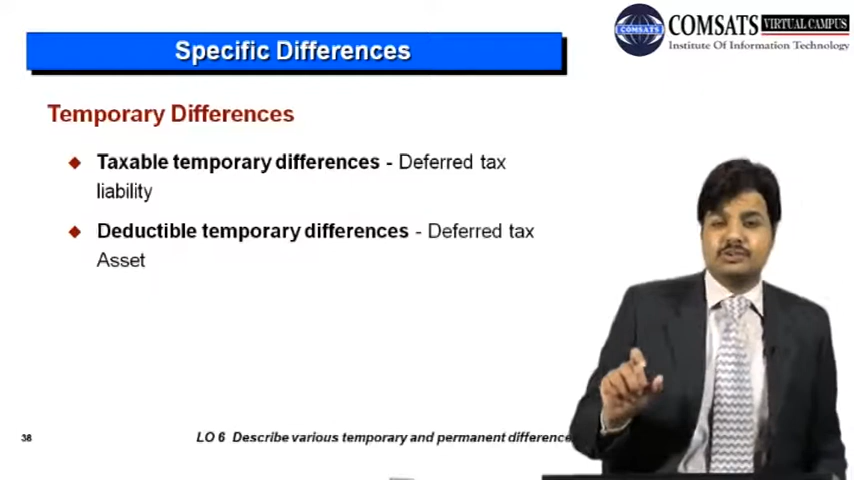 COMSATS VIRTUAL CAMPUS
Institute Of Information Technology
COMSATS
Specific Differences
Temporary Differences
Taxable temporary differences - Deferred tax
liability
Deductible temporary differences - Deferred tax
Asset
38
LO 6 Describe various temporary and permanent difference